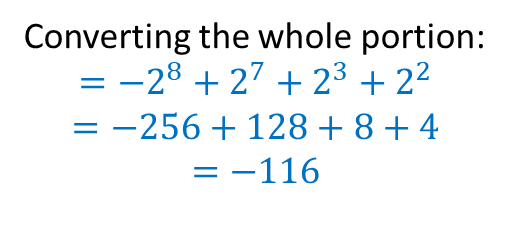 Converting the whole portion:
= −2⁸ + 2⁷ + 2³ + 2²
= −256 + 128 + 8 + 4
= −116